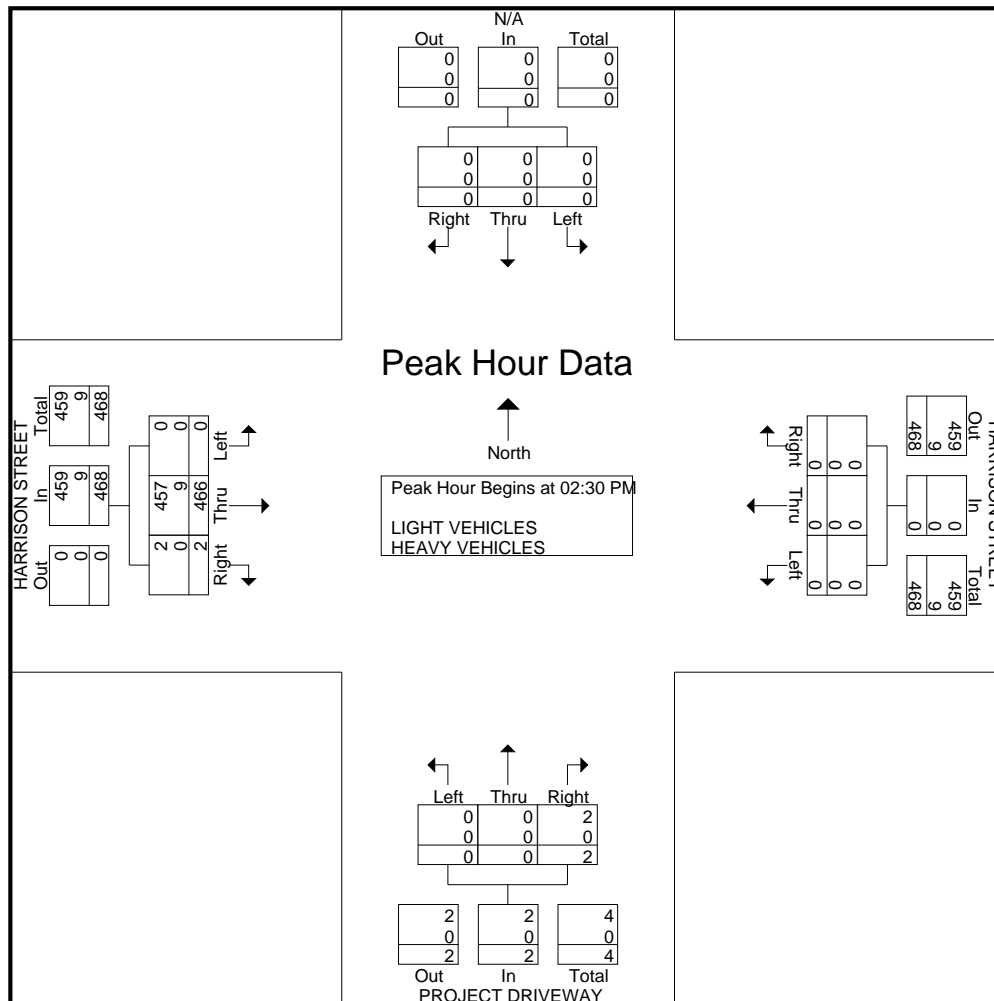 N/A
Out In Total
0 0 0
0 0 0
0 0 0
0 0 0
0 0 0
0 0 0
Right Thru Left
Peak Hour Data
North
Peak Hour Begins at 02:30 PM
LIGHT VEHICLES
HEAVY VEHICLES
HARRISON STREET
Out In Total
0 459 459
0 9 9
0 468 468
Left Thru Right
0 457 2
0 9 0
0 466 2
Right Thru Left
0 0 0
0 0 0
0 0 0
Out In Total
459 0 459
9 0 9
468 0 468
HARRISON STREET
Left Thru Right
0 0 2
0 0 0
0 0 2
2 2 4
0 0 0
2 2 4
Out In Total
PROJECT DRIVEWAY